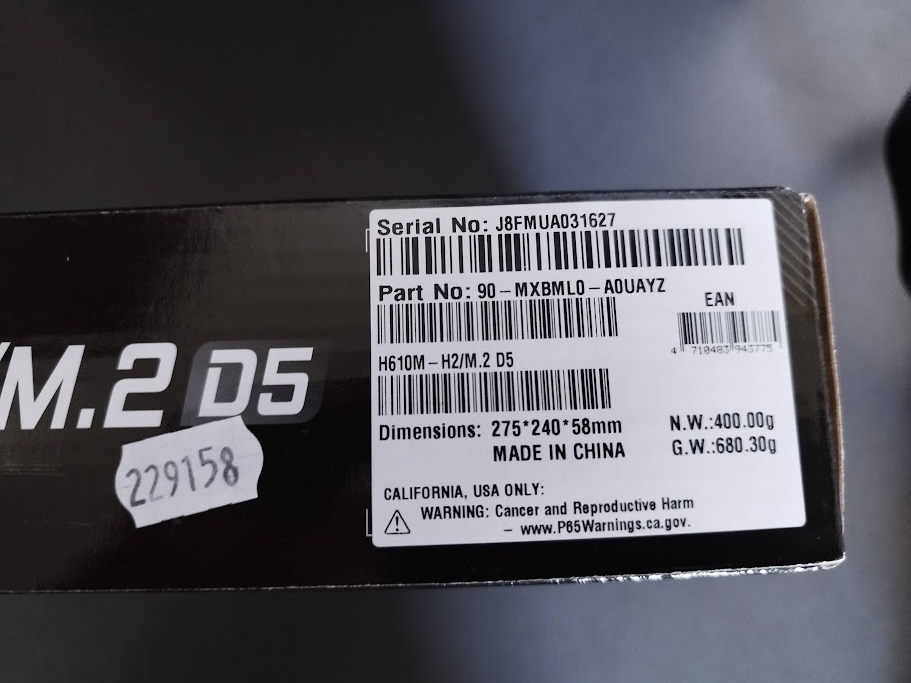 Serial No: J8FMUA031627
Part No: 90-MXBML0-A0UAYZ
EAN
4 710483 943775
H610M-H2/M.2 D5
/M.2 D5
Dimensions: 275*240*58mm
N.W.:400.00g
MADE IN CHINA
G.W.:680.30g
229158
CALIFORNIA, USA ONLY:
WARNING: Cancer and Reproductive Harm
- www.P65Warnings.ca.gov.